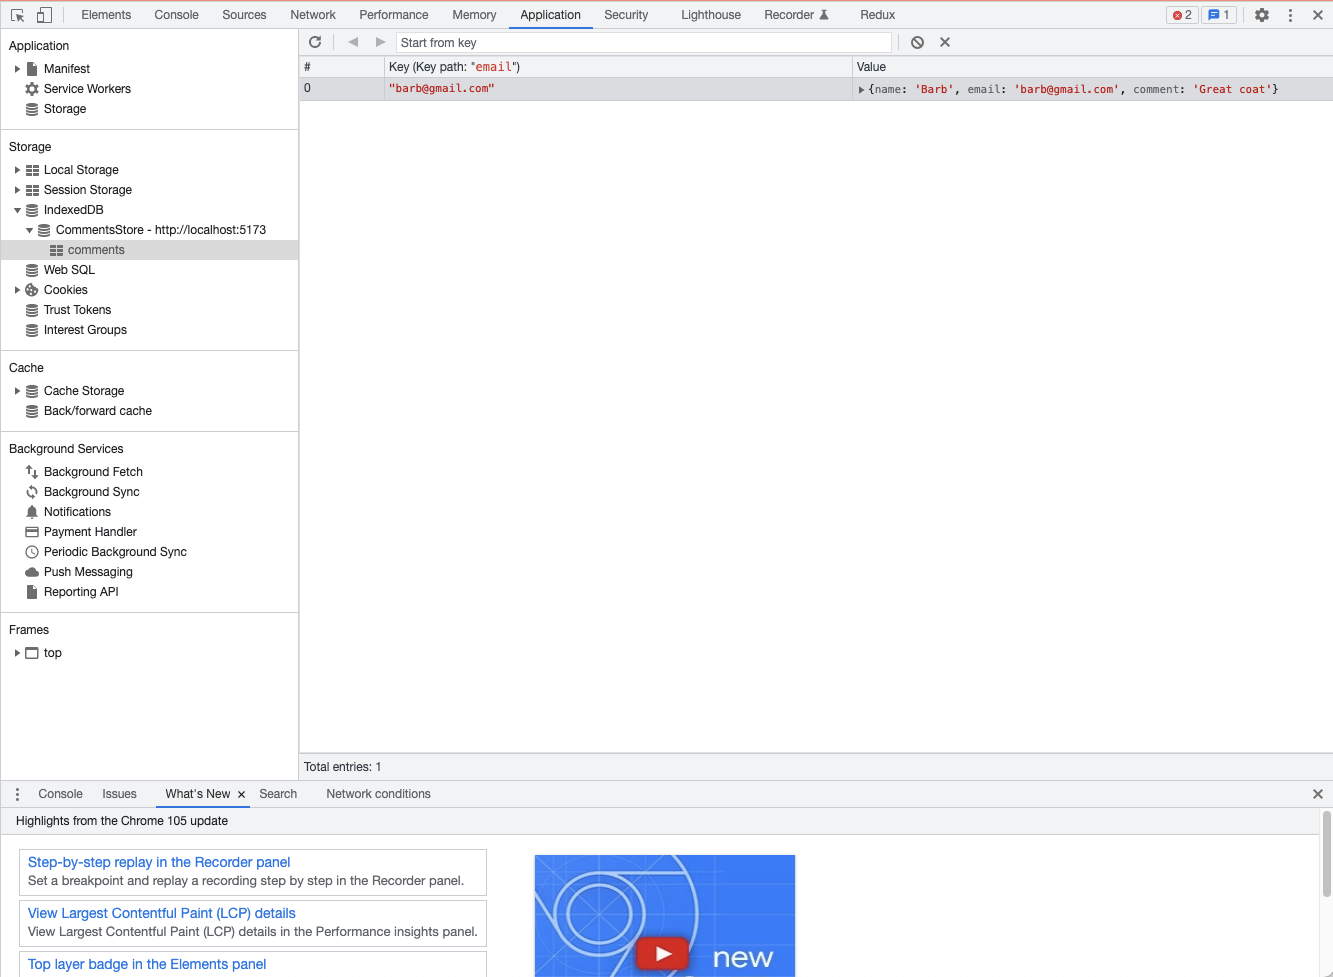 Elements Console Sources Network Performance Memory Application Security Lighthouse Recorder Redux 2 1
Application
Manifest
Service Workers
Storage
Storage
Local Storage
Session Storage
IndexedDB
CommentsStore - http://localhost:5173
comments
Web SQL
Cookies
Trust Tokens
Interest Groups
Cache
Cache Storage
Back/forward cache
Background Services
Background Fetch
Background Sync
Notifications
Payment Handler
Periodic Background Sync
Push Messaging
Reporting API
Frames
top
Start from key
# Key (Key path: "email") Value
0 "barb@gmail.com" {name: 'Barb', email: 'barb@gmail.com', comment: 'Great coat'}
Total entries: 1
Console Issues What's New Search Network conditions
Highlights from the Chrome 105 update
Step-by-step replay in the Recorder panel
Set a breakpoint and replay a recording step by step in the Recorder panel.
View Largest Contentful Paint (LCP) details
View Largest Contentful Paint (LCP) details in the Performance insights panel.
Top layer badge in the Elements panel
new